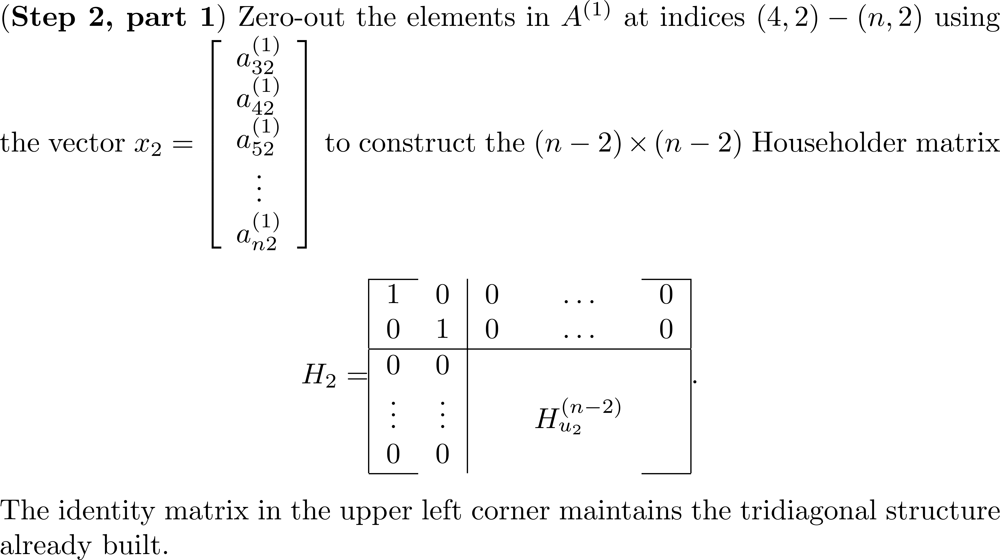 (Step 2, part 1) Zero-out the elements in $A^{(1)}$ at indices $(4, 2) - (n, 2)$ using
the vector $x_2 = \begin{bmatrix} a_{32}^{(1)} \\ a_{42}^{(1)} \\ a_{52}^{(1)} \\ \vdots \\ a_{n2}^{(1)} \end{bmatrix}$ to construct the $(n-2) \times (n-2)$ Householder matrix
$H_2 = \left[\begin{array}{cc|ccc} 1 & 0 & 0 & \ldots & 0 \\ 0 & 1 & 0 & \ldots & 0 \\ \hline 0 & 0 & & & \\ \vdots & \vdots & & H_{u_2}^{(n-2)} & \\ 0 & 0 & & & \end{array}\right].$
The identity matrix in the upper left corner maintains the tridiagonal structure
already built.